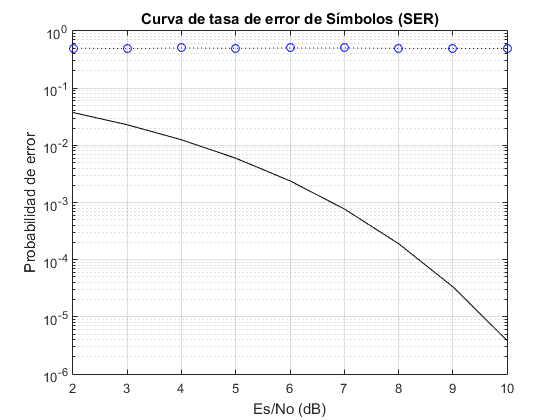 Curva de tasa de error de Símbolos (SER)
10^0
10^-1
10^-2
10^-3
10^-4
10^-5
10^-6
Probabilidad de error
2 3 4 5 6 7 8 9 10
Es/No (dB)